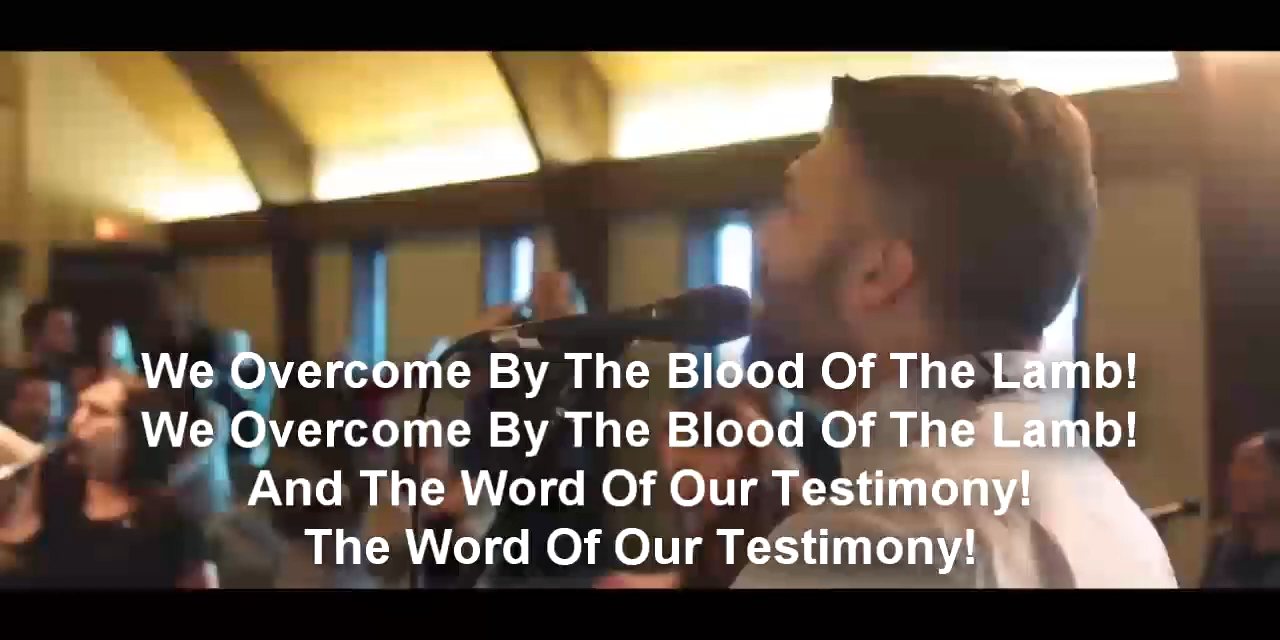 We Overcome By The Blood Of The Lamb!
We Overcome By The Blood Of The Lamb!
And The Word Of Our Testimony!
The Word Of Our Testimony!